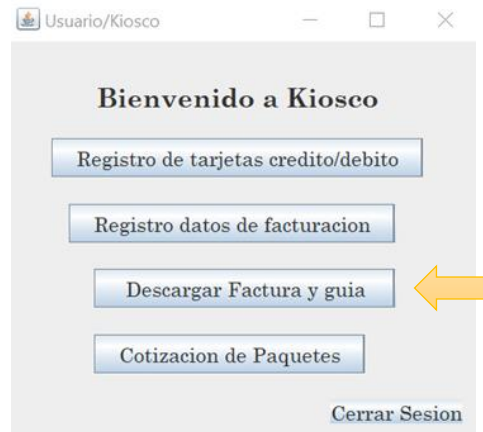 Usuario/Kiosco
Bienvenido a Kiosco
Registro de tarjetas credito/debito
Registro datos de facturacion
Descargar Factura y guia
Cotizacion de Paquetes
Cerrar Sesion